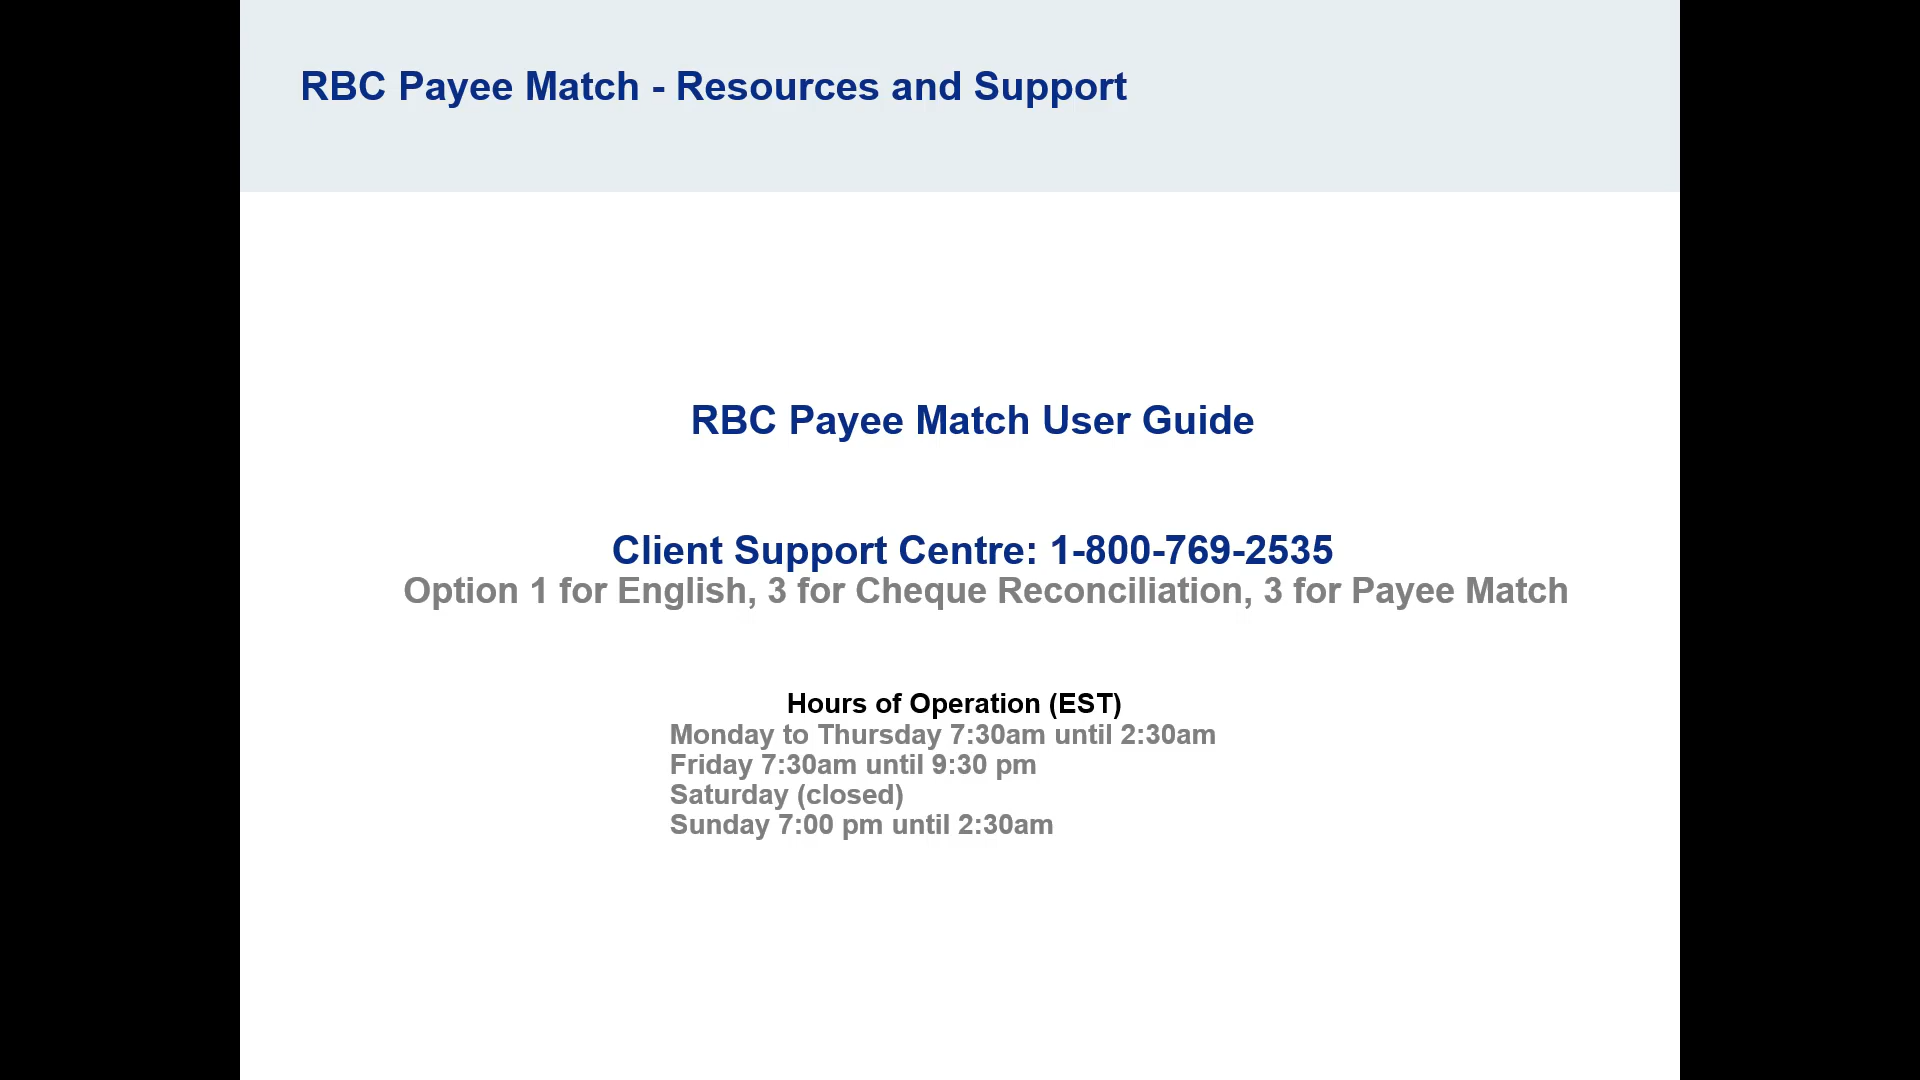 RBC Payee Match - Resources and Support
RBC Payee Match User Guide
Client Support Centre: 1-800-769-2535
Option 1 for English, 3 for Cheque Reconciliation, 3 for Payee Match
Hours of Operation (EST)
Monday to Thursday 7:30am until 2:30am
Friday 7:30am until 9:30 pm
Saturday (closed)
Sunday 7:00 pm until 2:30am